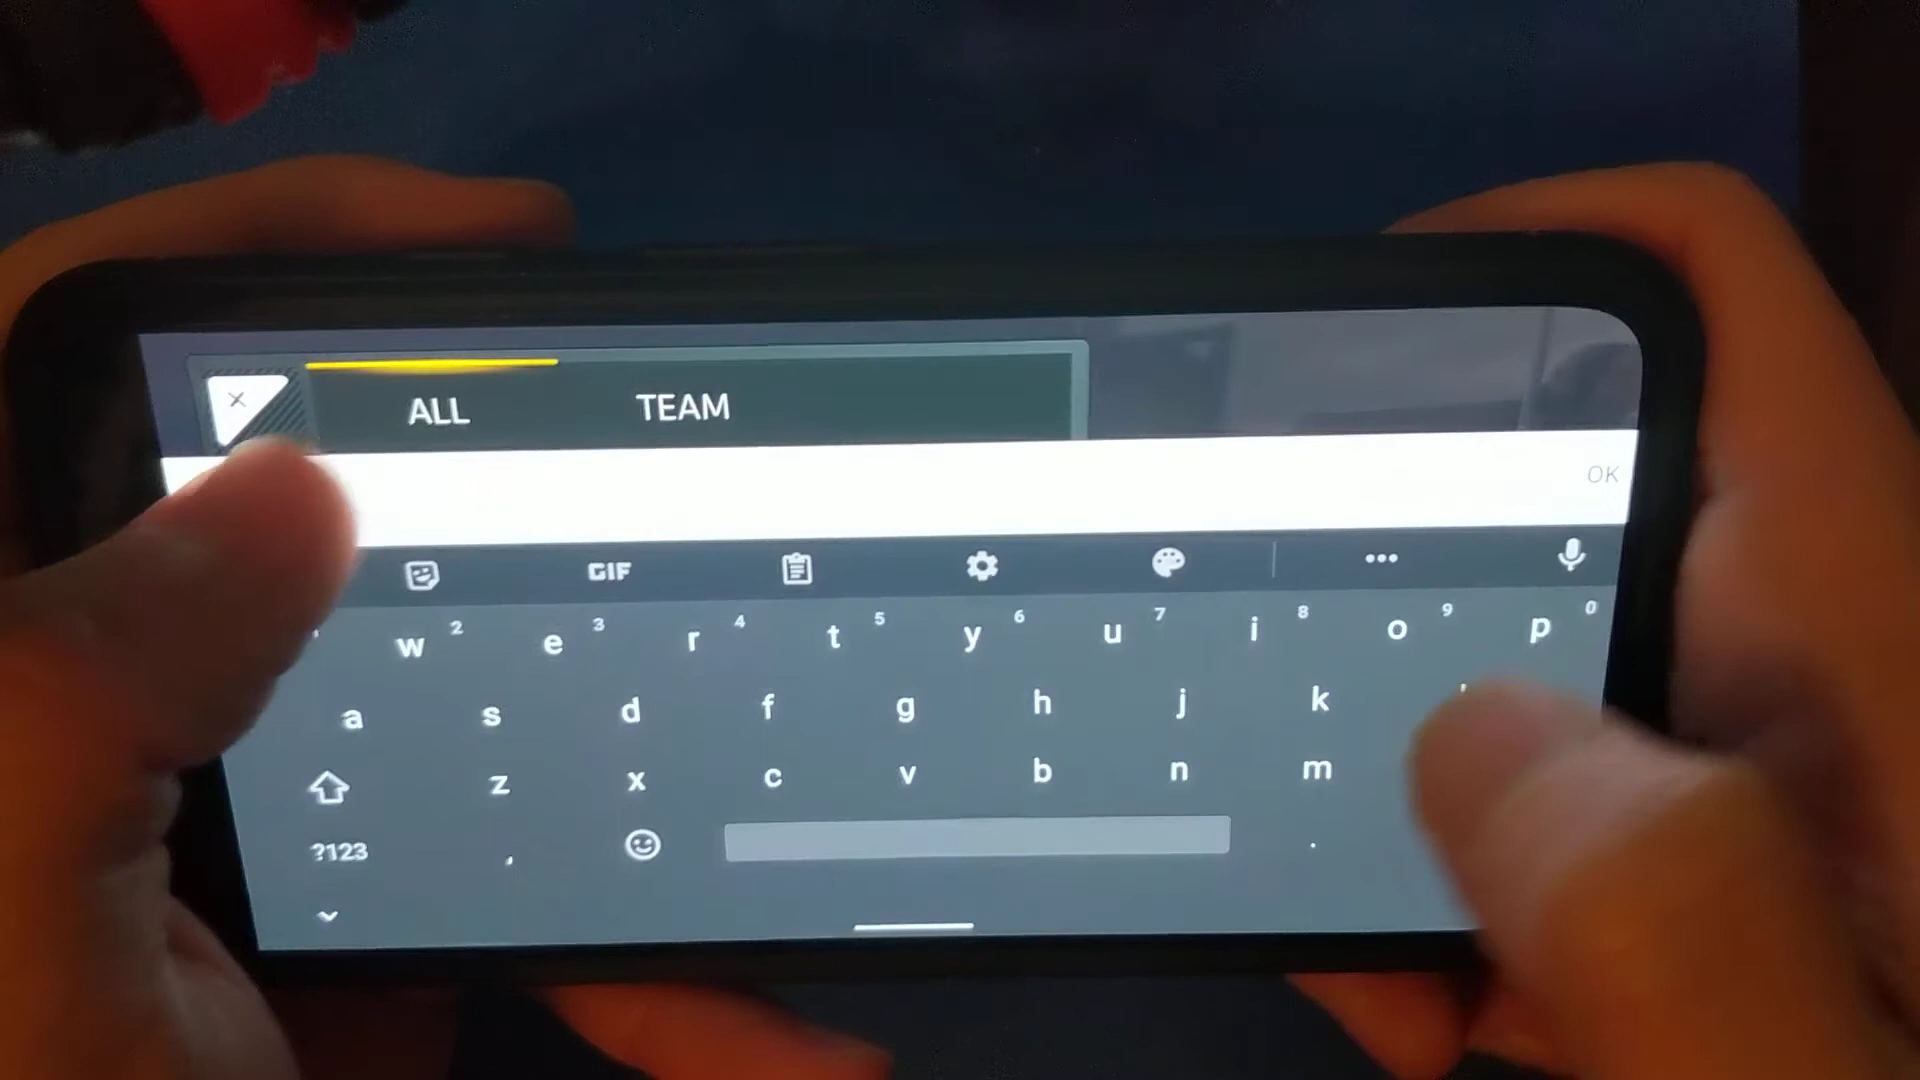 × ALL TEAM
OK
GIF
w 2 e 3 r 4 t 5 y 6 u 7 i 8 o 9 p 0
a s d f g h j k
z x c v b n m
?123 , .